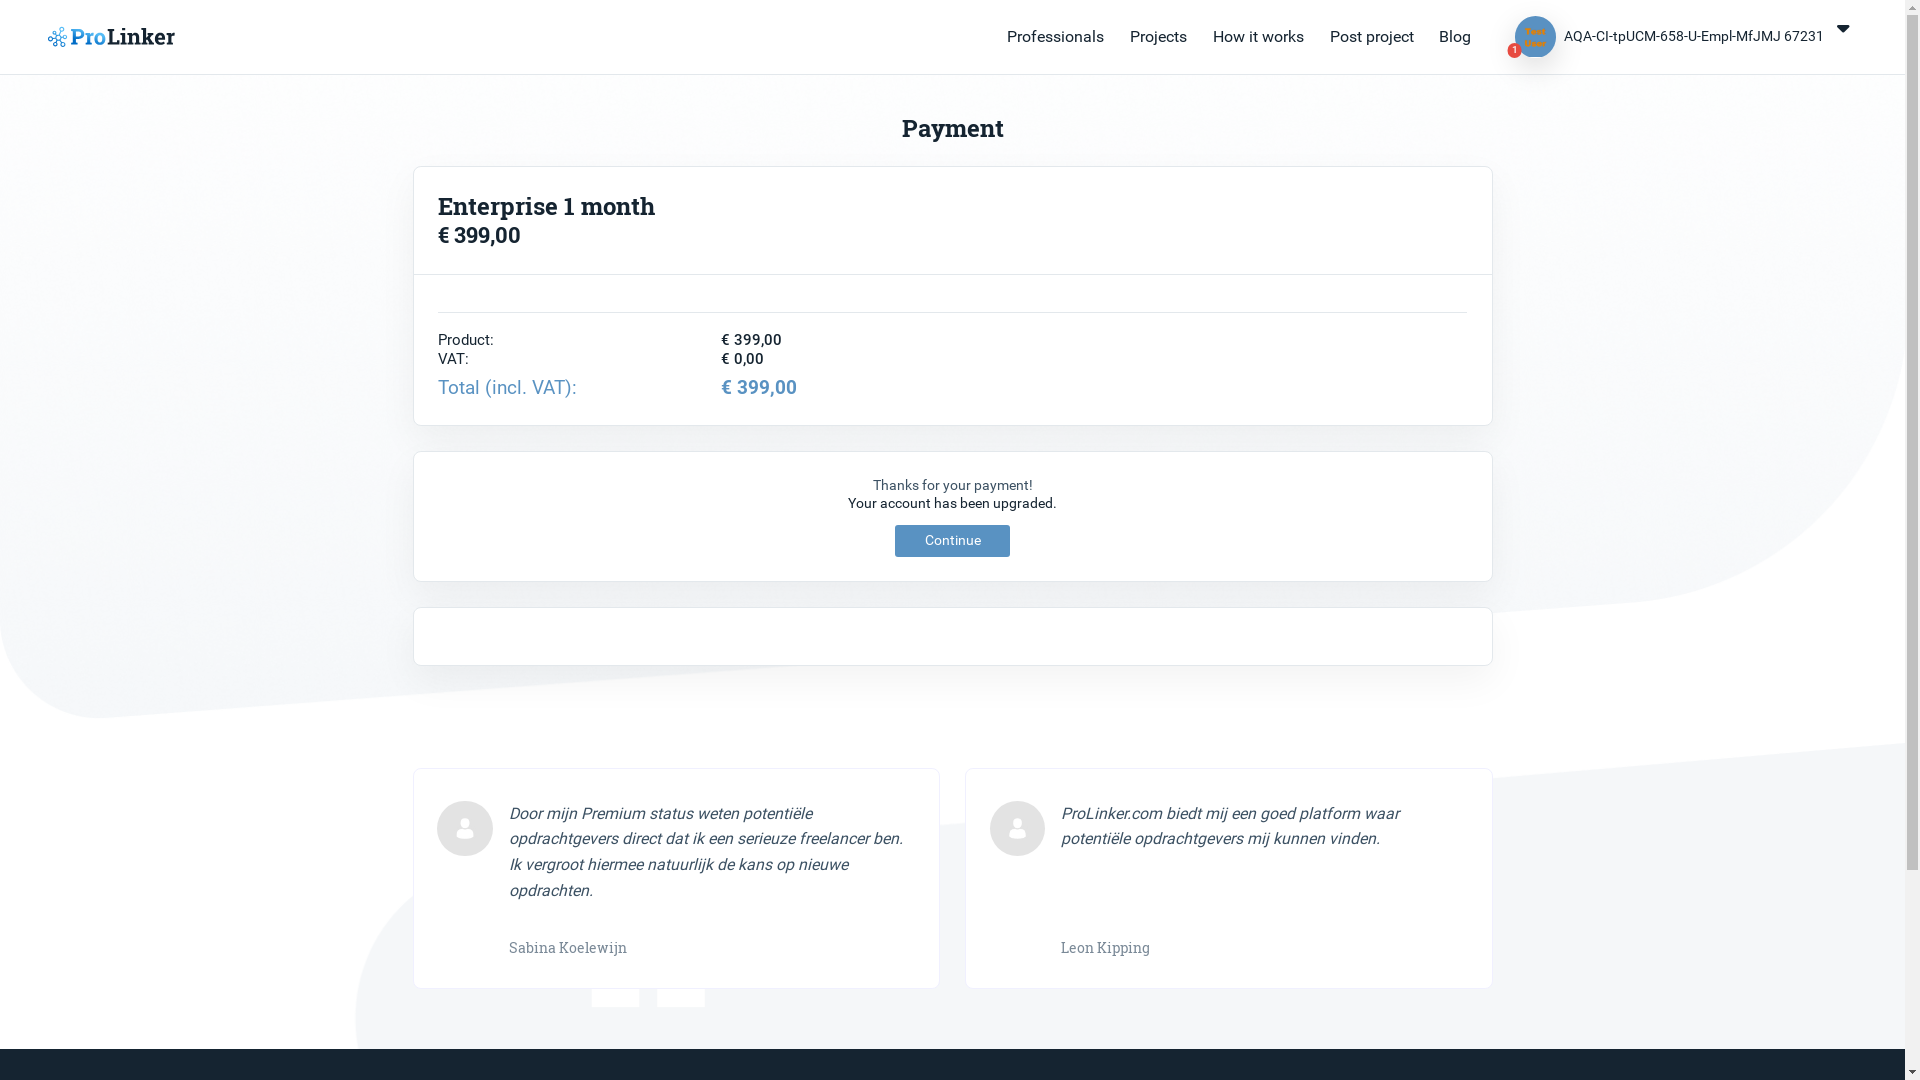 ProLinker
Professionals
Projects
How it works
Post project
Blog
Test
User
1
AQA-CI-tpUCM-658-U-Empl-MfJMJ 67231
Payment
Enterprise 1 month
€ 399,00
Product: € 399,00
VAT: € 0,00
Total (incl. VAT): € 399,00
Thanks for your payment!
Your account has been upgraded.
Continue
Door mijn Premium status weten potentiële
opdrachtgevers direct dat ik een serieuze freelancer ben.
Ik vergroot hiermee natuurlijk de kans op nieuwe
opdrachten.
Sabina Koelewijn
ProLinker.com biedt mij een goed platform waar
potentiële opdrachtgevers mij kunnen vinden.
Leon Kipping